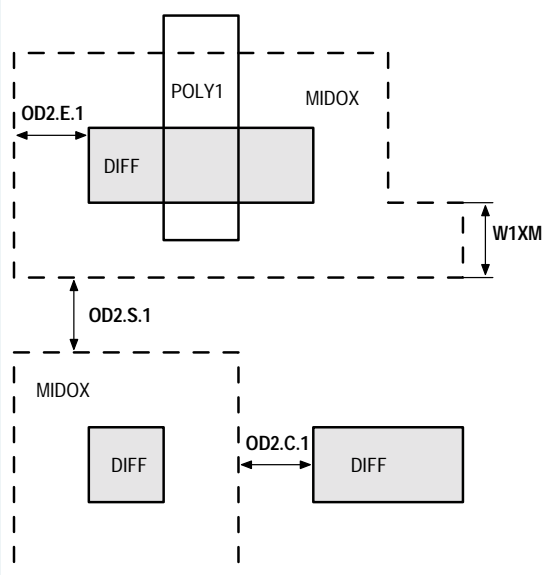 POLY1
MIDOX
OD2.E.1
DIFF
W1XM
OD2.S.1
MIDOX
OD2.C.1
DIFF
DIFF